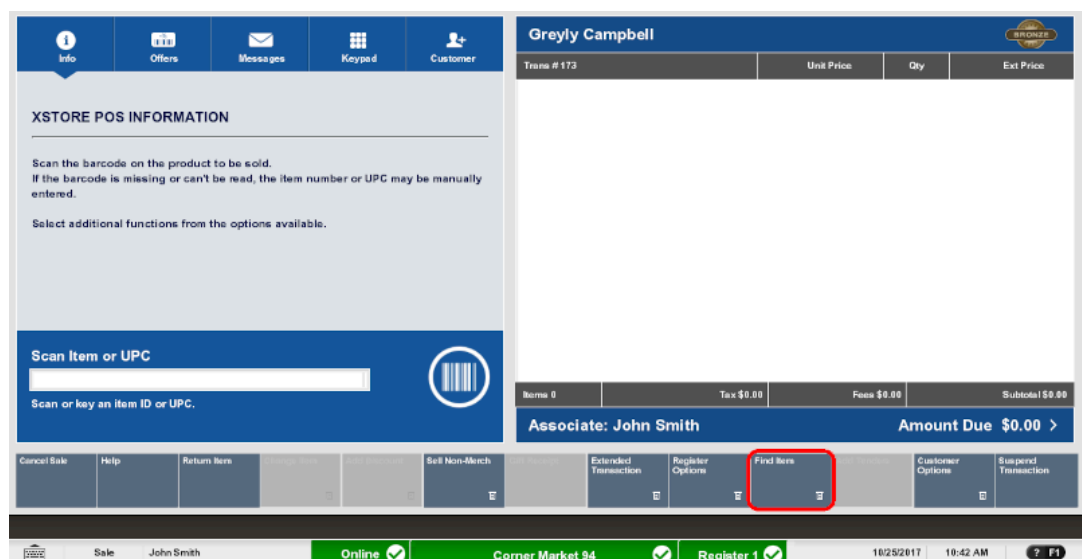 Info
Offers
Messages
Keypad
Customer
XSTORE POS INFORMATION
Scan the barcode on the product to be sold.
If the barcode is missing or can't be read, the item number or UPC may be manually
entered.
Select additional functions from the options available.
Scan Item or UPC
Scan or key an item ID or UPC.
Greyly Campbell
BRONZE
Trans # 173 Unit Price Qty Ext Price
Items 0 Tax $0.00 Fees $0.00 Subtotal $0.00
Associate: John Smith Amount Due $0.00 >
Cancel Sale
Help
Return Item
Change Item
Sell Non-Merch
Gift Receipt
Extended
Transaction
Register
Options
Find Item
Customer
Options
Suspend
Transaction
Sale John Smith Online Corner Market 94 Register 1 10/25/2017 10:42 AM ? F1